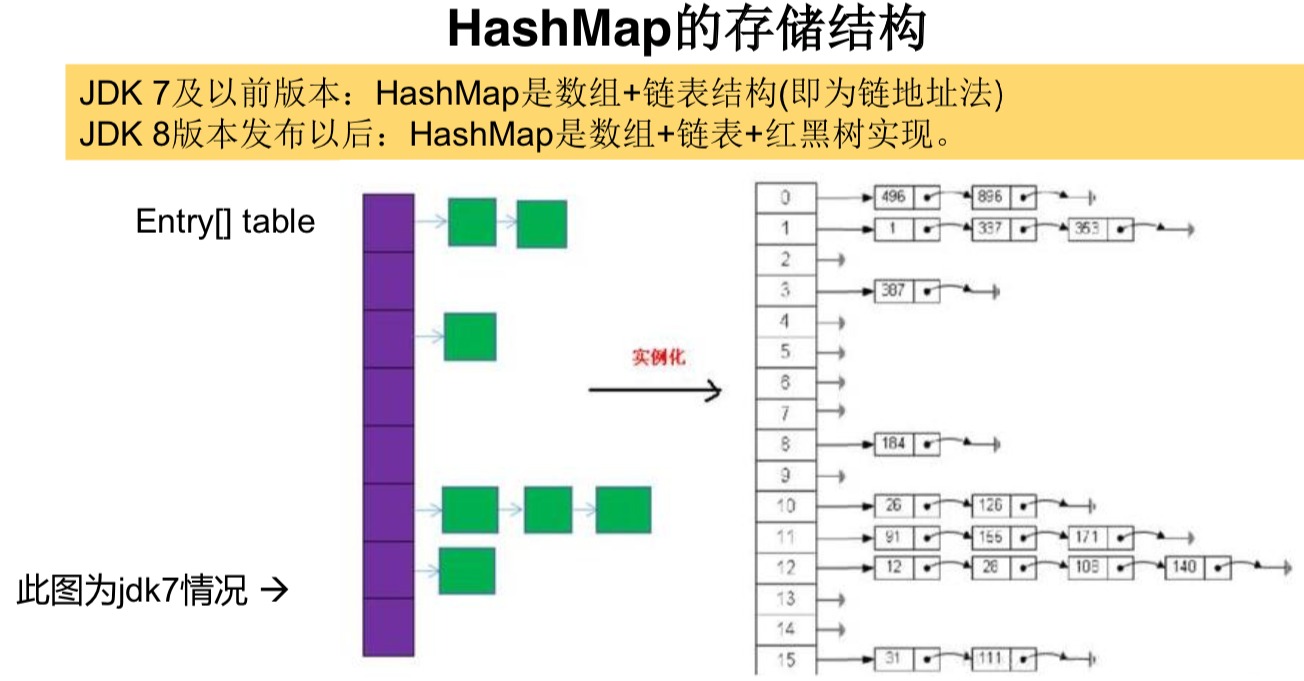 HashMap的存储结构
JDK 7及以前版本：HashMap是数组+链表结构(即为链地址法)
JDK 8版本发布以后：HashMap是数组+链表+红黑树实现。
Entry[] table
实例化
此图为jdk7情况 →
0 496 896
1 1 337 353
2
3 387
4
5
6
7
8 184
9
10 26 126
11 91 155 171
12 12 28 108 140
13
14
15 31 111